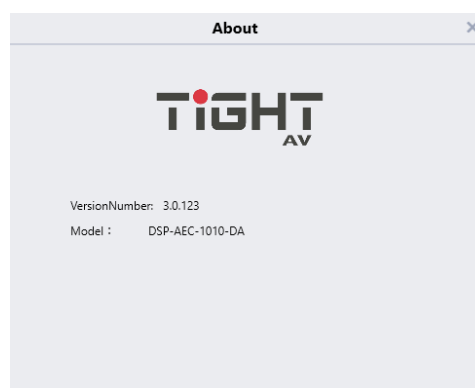 About
TiGHT
AV
VersionNumber: 3.0.123
Model : DSP-AEC-1010-DA